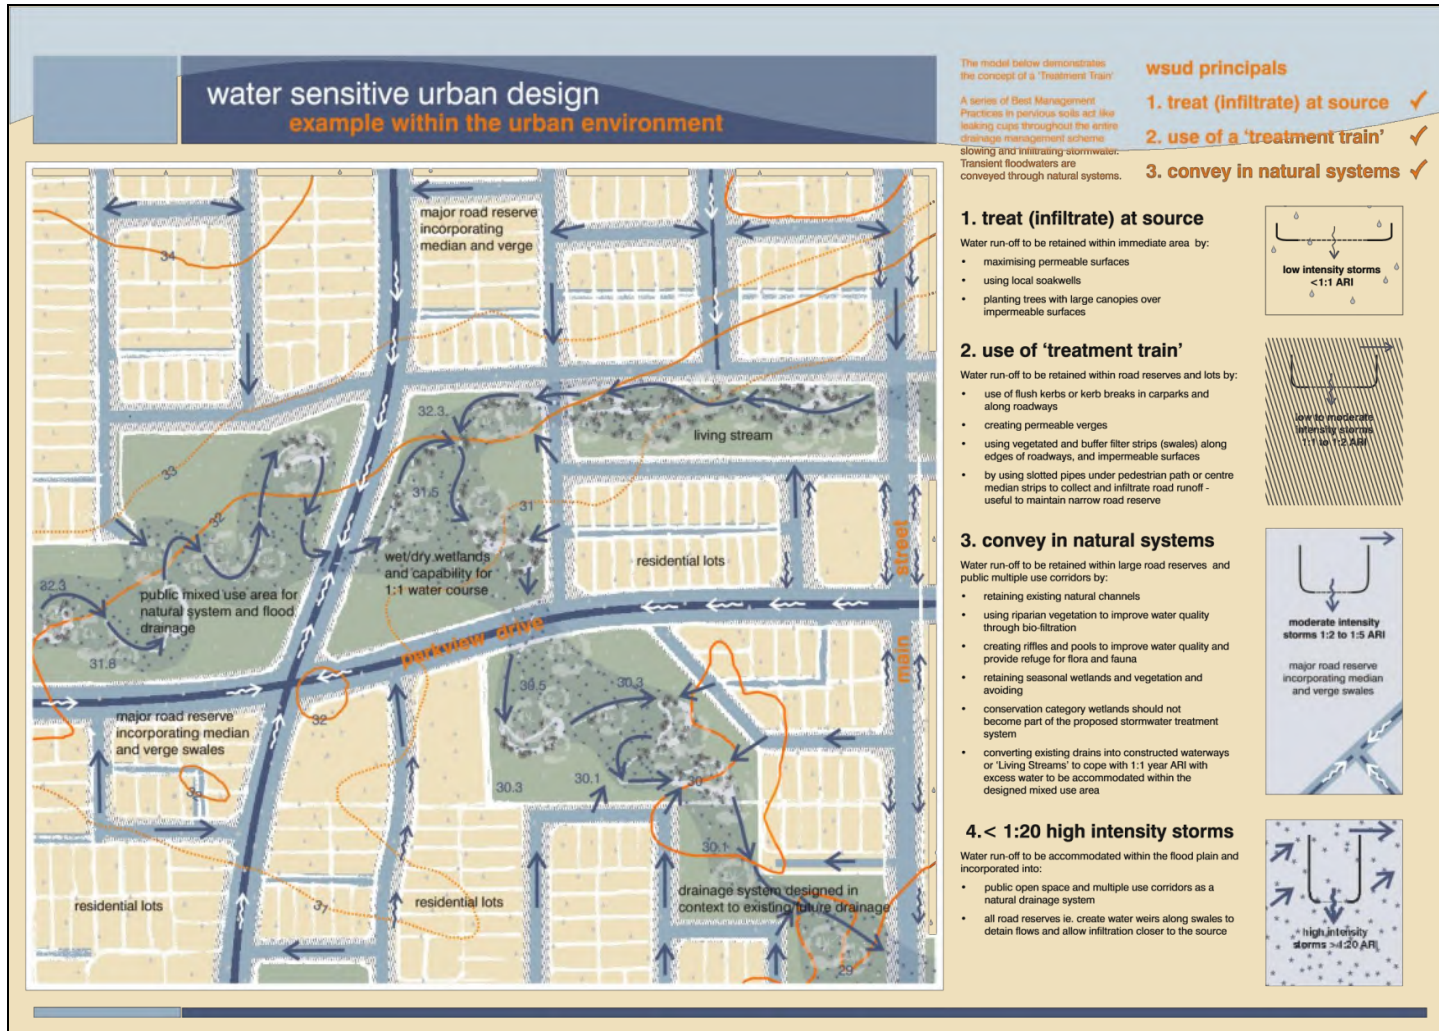 water sensitive urban design
example within the urban environment
The model below demonstrates
the concept of a 'Treatment Train'
A series of Best Management
Practices in pervious soils act like
leaking cups throughout the entire
drainage management scheme
slowing and infiltrating stormwater.
Transient floodwaters are
conveyed through natural systems.
wsud principals
1. treat (infiltrate) at source ✓
2. use of a 'treatment train' ✓
3. convey in natural systems ✓
34
major road reserve
incorporating
median and verge
32.3
living stream
33
31.5
31
32
wet/dry wetlands
and capability for
1:1 water course
residential lots
street
32.3
public mixed use area for
natural system and flood
drainage
31.8
parkview drive
main
32
major road reserve
incorporating median
and verge swales
30.5
30.3
30.3
30.1
30
30.1
residential lots
31
residential lots
drainage system designed in
context to existing/future drainage
29
1. treat (infiltrate) at source
Water run-off to be retained within immediate area by:
• maximising permeable surfaces
• using local soakwells
• planting trees with large canopies over
impermeable surfaces
low intensity storms
<1:1 ARI
2. use of 'treatment train'
Water run-off to be retained within road reserves and lots by:
• use of flush kerbs or kerb breaks in carparks and
along roadways
• creating permeable verges
• using vegetated and buffer filter strips (swales) along
edges of roadways, and impermeable surfaces
• by using slotted pipes under pedestrian path or centre
median strips to collect and infiltrate road runoff -
useful to maintain narrow road reserve
low to moderate
intensity storms
1:1 to 1:2 ARI
3. convey in natural systems
Water run-off to be retained within large road reserves and
public multiple use corridors by:
• retaining existing natural channels
• using riparian vegetation to improve water quality
through bio-filtration
• creating riffles and pools to improve water quality and
provide refuge for flora and fauna
• retaining seasonal wetlands and vegetation and
avoiding
• conservation category wetlands should not
become part of the proposed stormwater treatment
system
• converting existing drains into constructed waterways
or 'Living Streams' to cope with 1:1 year ARI with
excess water to be accommodated within the
designed mixed use area
moderate intensity
storms 1:2 to 1:5 ARI
major road reserve
incorporating median
and verge swales
4.< 1:20 high intensity storms
Water run-off to be accommodated within the flood plain and
incorporated into:
• public open space and multiple use corridors as a
natural drainage system
• all road reserves ie. create water weirs along swales to
detain flows and allow infiltration closer to the source
high intensity
storms >1:20 ARI